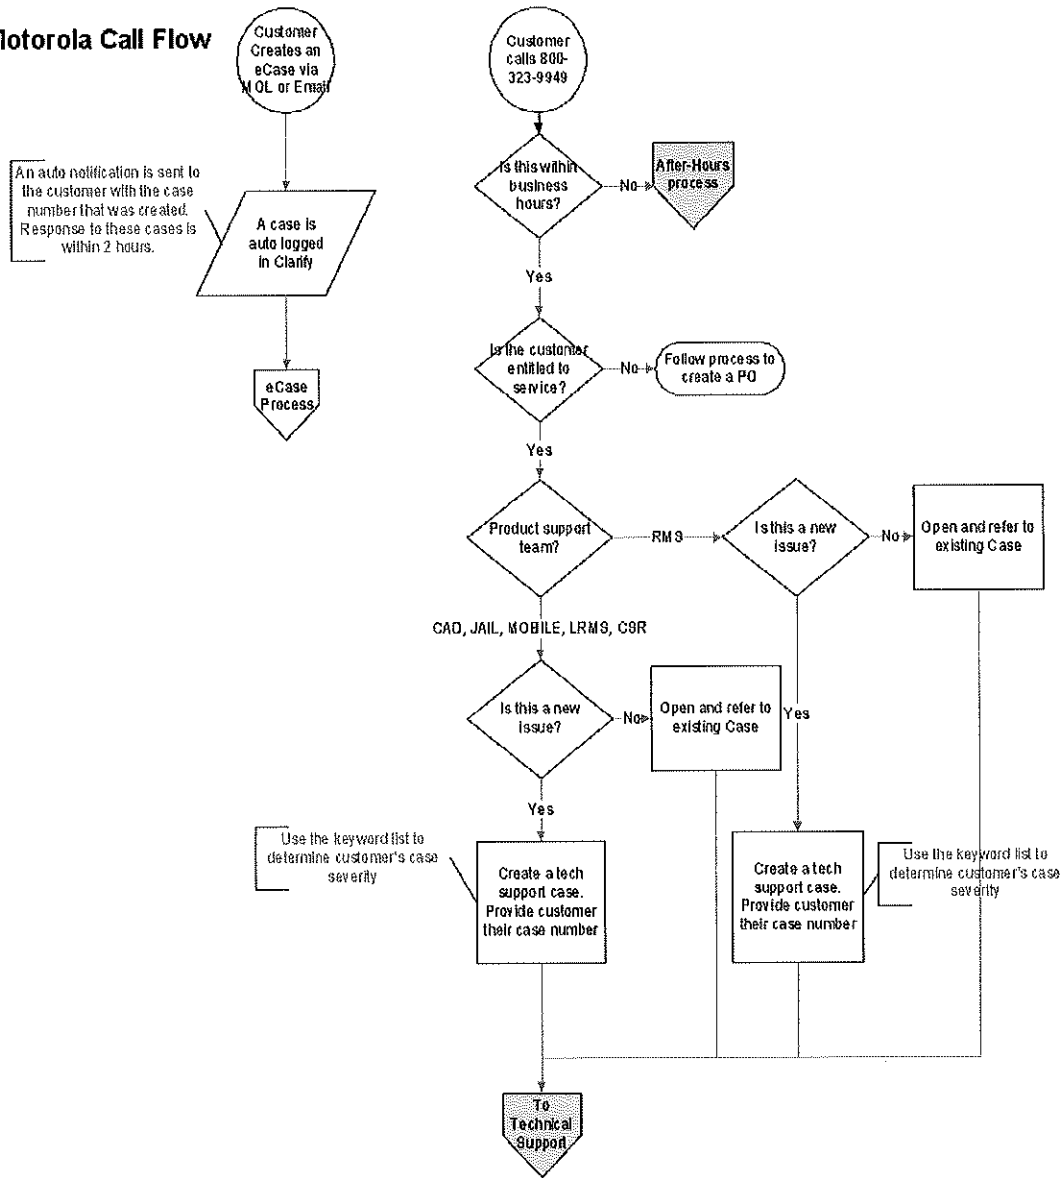 Motorola Call Flow
Customer
Creates an
eCase via
MOL or Email
Customer
calls 800-
323-9949
An auto notification is sent to
the customer with the case
number that was created.
Response to these cases is
within 2 hours.
A case is
auto logged
in Clarify
eCase
Process
Is this within
business
hours?
No
After-Hours
process
Yes
Is the customer
entitled to
service?
No
Follow process to
create a PO
Yes
Product support
team?
RMS
Is this a new
issue?
No
Open and refer to
existing Case
CAD, JAIL, MOBILE, LRMS, CSR
Is this a new
issue?
No
Open and refer to
existing Case
Yes
Yes
Use the keyword list to
determine customer's case
severity
Create a tech
support case.
Provide customer
their case number
Create a tech
support case.
Provide customer
their case number
Use the keyword list to
determine customer's case
severity
To
Technical
Support